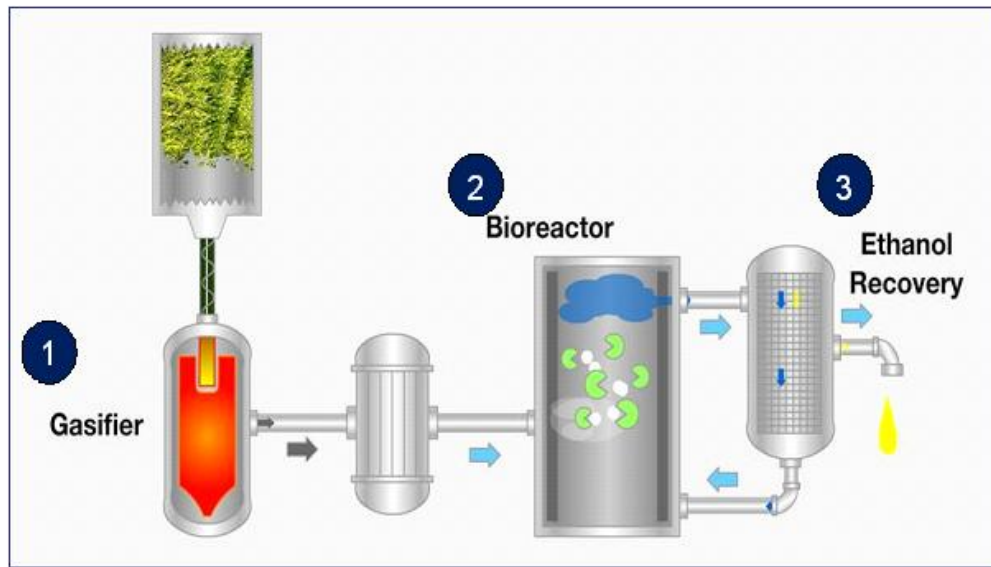 1
Gasifier
2
Bioreactor
3
Ethanol
Recovery